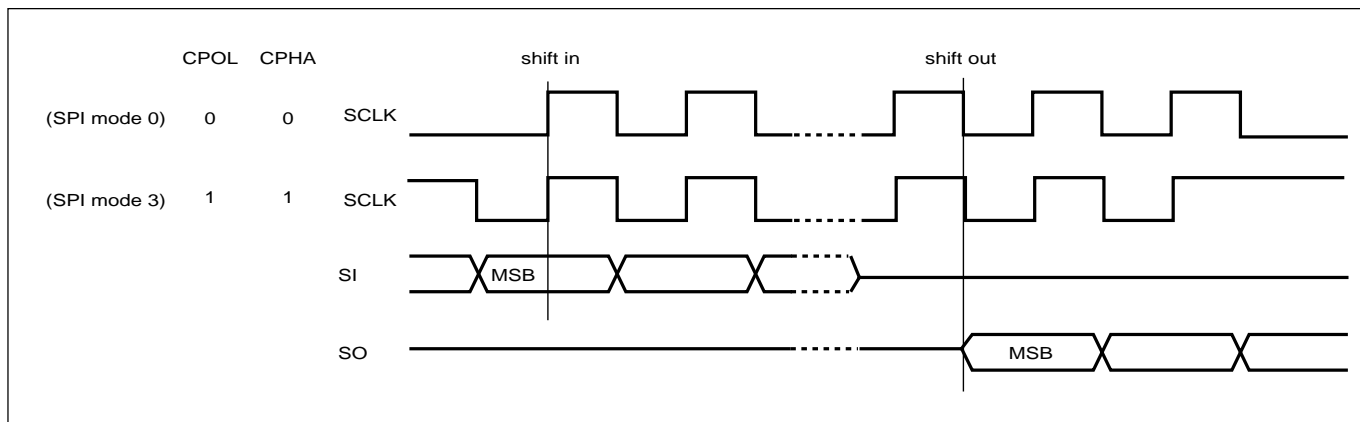 CPOL CPHA shift in shift out
(SPI mode 0) 0 0 SCLK
(SPI mode 3) 1 1 SCLK
SI MSB
SO MSB